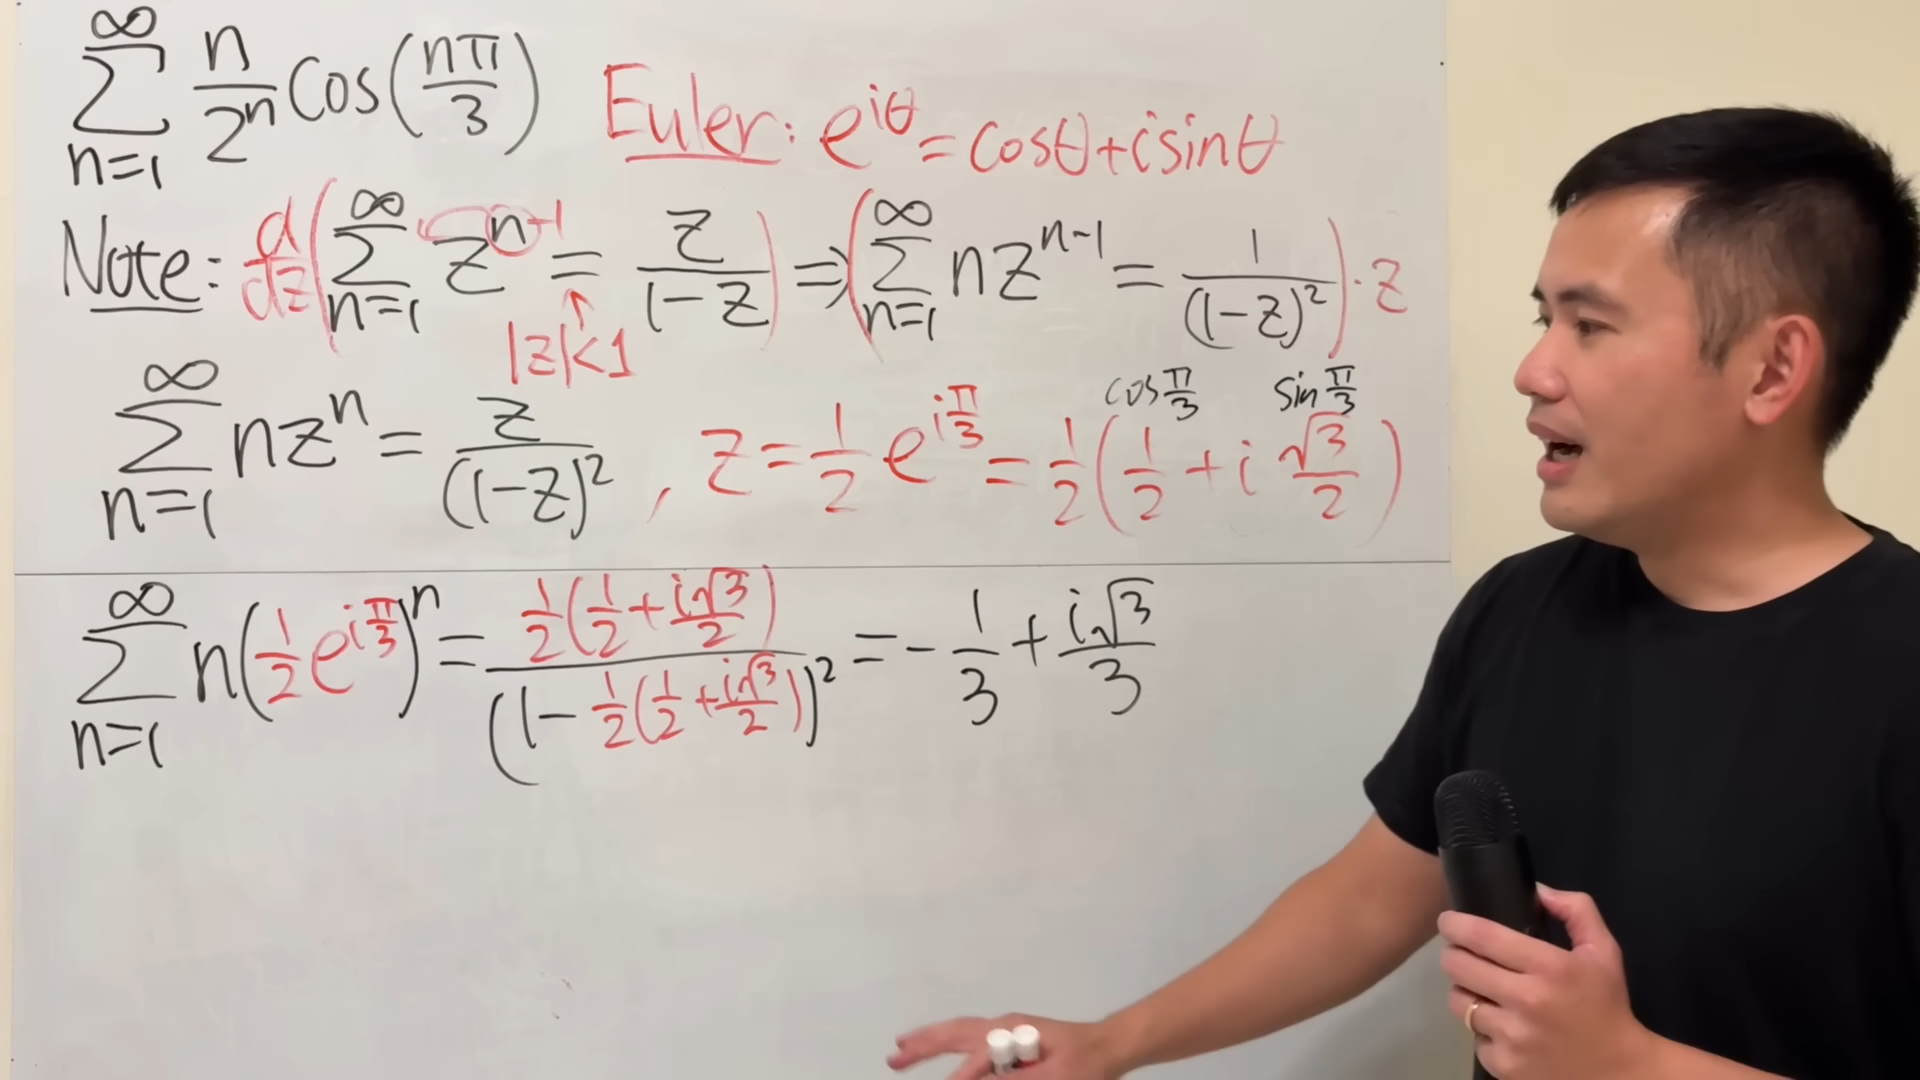 ∞∑n=1 n/2^n Cos(nπ/3) Euler: e^{iθ} = cosθ + i sinθ
Note: d/dz (∞∑n=1 z^{n-1} = z/(1-z)) ⇒ (∞∑n=1 nz^{n-1} = 1/(1-z)^2) · z
|z|<1
∞∑n=1 nz^n = z/(1-z)^2 , z = 1/2 e^{iπ/3} = 1/2 (1/2 + i √3/2)
cos π/3 sin π/3
∞∑n=1 n(1/2 e^{iπ/3})^n = 1/2(1/2 + i√3/2) / (1 - 1/2(1/2 + i√3/2))^2 = -1/3 + i√3/3